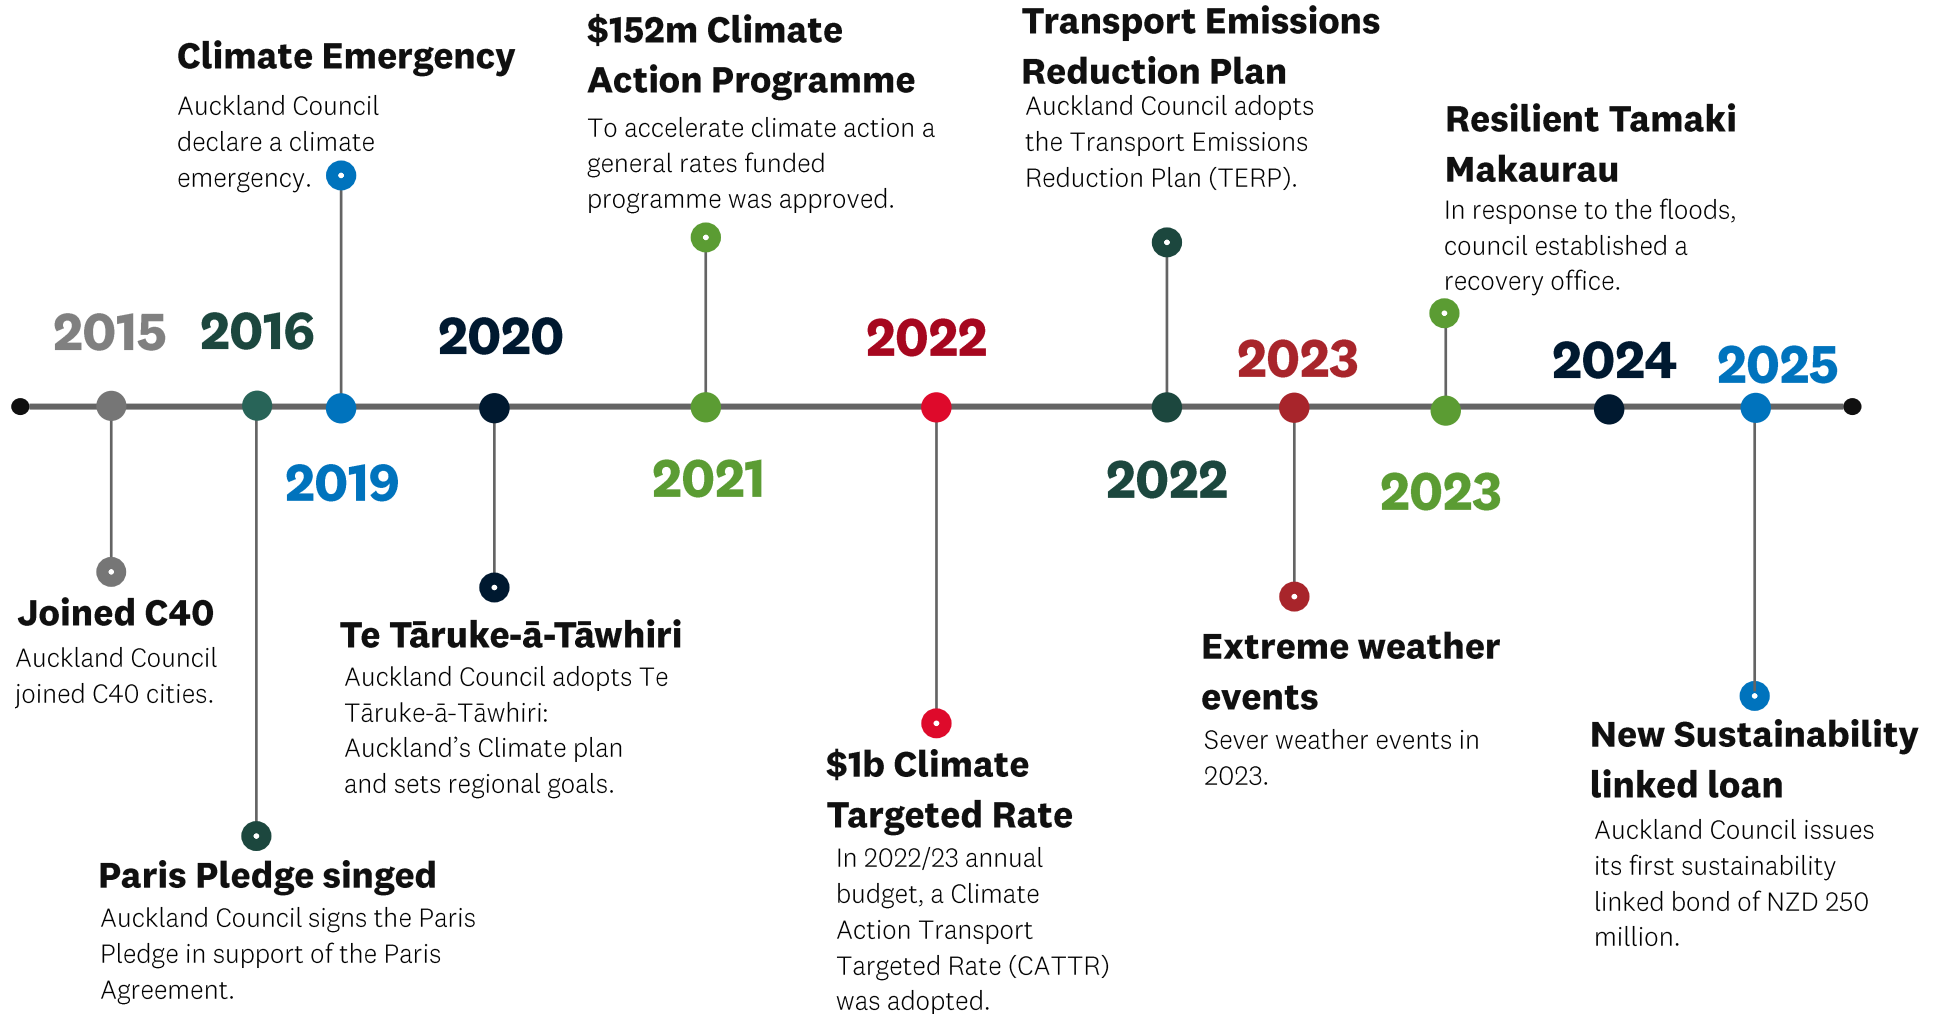 Climate Emergency
Auckland Council
declare a climate
emergency.
$152m Climate
Action Programme
To accelerate climate action a
general rates funded
programme was approved.
Transport Emissions
Reduction Plan
Auckland Council adopts
the Transport Emissions
Reduction Plan (TERP).
Resilient Tamaki
Makaurau
In response to the floods,
council established a
recovery office.
2015
2016
2019
2020
2021
2022
2022
2023
2023
2024
2025
Joined C40
Auckland Council
joined C40 cities.
Paris Pledge singed
Auckland Council signs the Paris
Pledge in support of the Paris
Agreement.
Te Tāruke-ā-Tāwhiri
Auckland Council adopts Te
Tāruke-ā-Tāwhiri:
Auckland’s Climate plan
and sets regional goals.
$1b Climate
Targeted Rate
In 2022/23 annual
budget, a Climate
Action Transport
Targeted Rate (CATTR)
was adopted.
Extreme weather
events
Sever weather events in
2023.
New Sustainability
linked loan
Auckland Council issues
its first sustainability
linked bond of NZD 250
million.